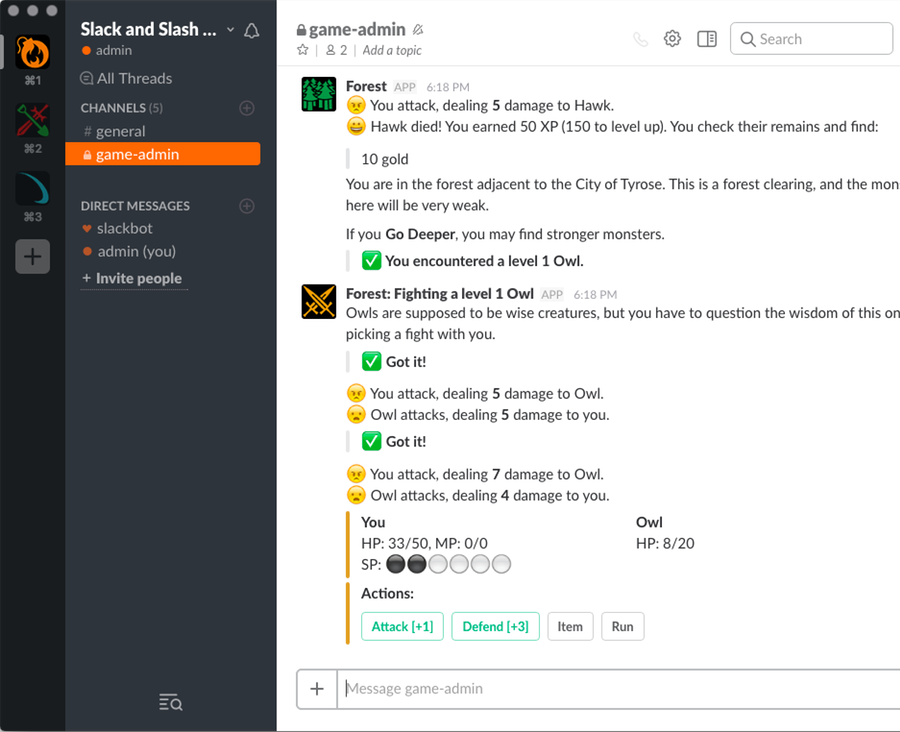 ⌘1
⌘2
⌘3
Slack and Slash ...
admin
All Threads
CHANNELS (5)
# general
game-admin
DIRECT MESSAGES
slackbot
admin (you)
+ Invite people
game-admin
2
Add a topic
Search
Forest APP 6:18 PM
You attack, dealing 5 damage to Hawk.
Hawk died! You earned 50 XP (150 to level up). You check their remains and find:
10 gold
You are in the forest adjacent to the City of Tyrose. This is a forest clearing, and the mon
here will be very weak.
If you Go Deeper, you may find stronger monsters.
You encountered a level 1 Owl.
Forest: Fighting a level 1 Owl APP 6:18 PM
Owls are supposed to be wise creatures, but you have to question the wisdom of this on
picking a fight with you.
Got it!
You attack, dealing 5 damage to Owl.
Owl attacks, dealing 5 damage to you.
Got it!
You attack, dealing 7 damage to Owl.
Owl attacks, dealing 4 damage to you.
You Owl
HP: 33/50, MP: 0/0 HP: 8/20
SP:
Actions:
Attack [+1] Defend [+3] Item Run
Message game-admin